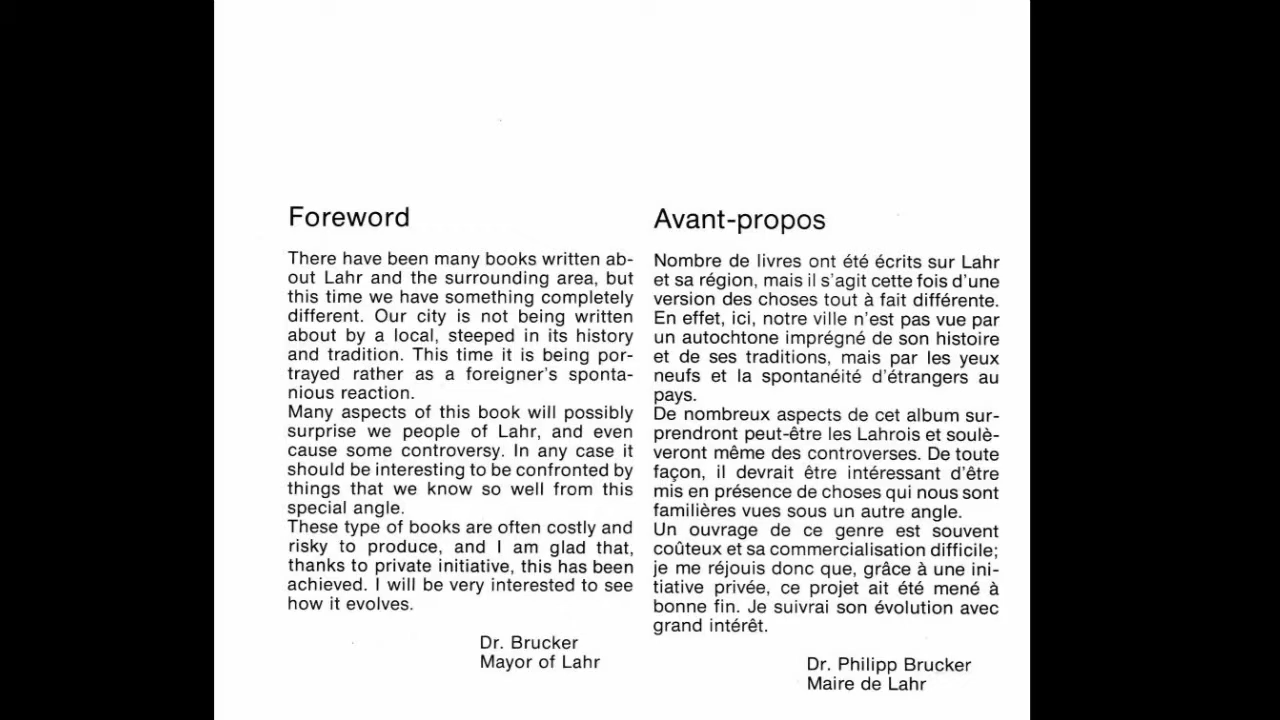 Foreword
There have been many books written ab-
out Lahr and the surrounding area, but
this time we have something completely
different. Our city is not being written
about by a local, steeped in its history
and tradition. This time it is being por-
trayed rather as a foreigner's sponta-
nious reaction.
Many aspects of this book will possibly
surprise we people of Lahr, and even
cause some controversy. In any case it
should be interesting to be confronted by
things that we know so well from this
special angle.
These type of books are often costly and
risky to produce, and I am glad that,
thanks to private initiative, this has been
achieved. I will be very interested to see
how it evolves.
Dr. Brucker
Mayor of Lahr
Avant-propos
Nombre de livres ont été écrits sur Lahr
et sa région, mais il s'agit cette fois d'une
version des choses tout à fait différente.
En effet, ici, notre ville n'est pas vue par
un autochtone imprégné de son histoire
et de ses traditions, mais par les yeux
neufs et la spontanéité d'étrangers au
pays.
De nombreux aspects de cet album sur-
prendront peut-être les Lahrois et soulè-
veront même des controverses. De toute
façon, il devrait être intéressant d'être
mis en présence de choses qui nous sont
familières vues sous un autre angle.
Un ouvrage de ce genre est souvent
coûteux et sa commercialisation difficile;
je me réjouis donc que, grâce à une ini-
tiative privée, ce projet ait été mené à
bonne fin. Je suivrai son évolution avec
grand intérêt.
Dr. Philipp Brucker
Maire de Lahr